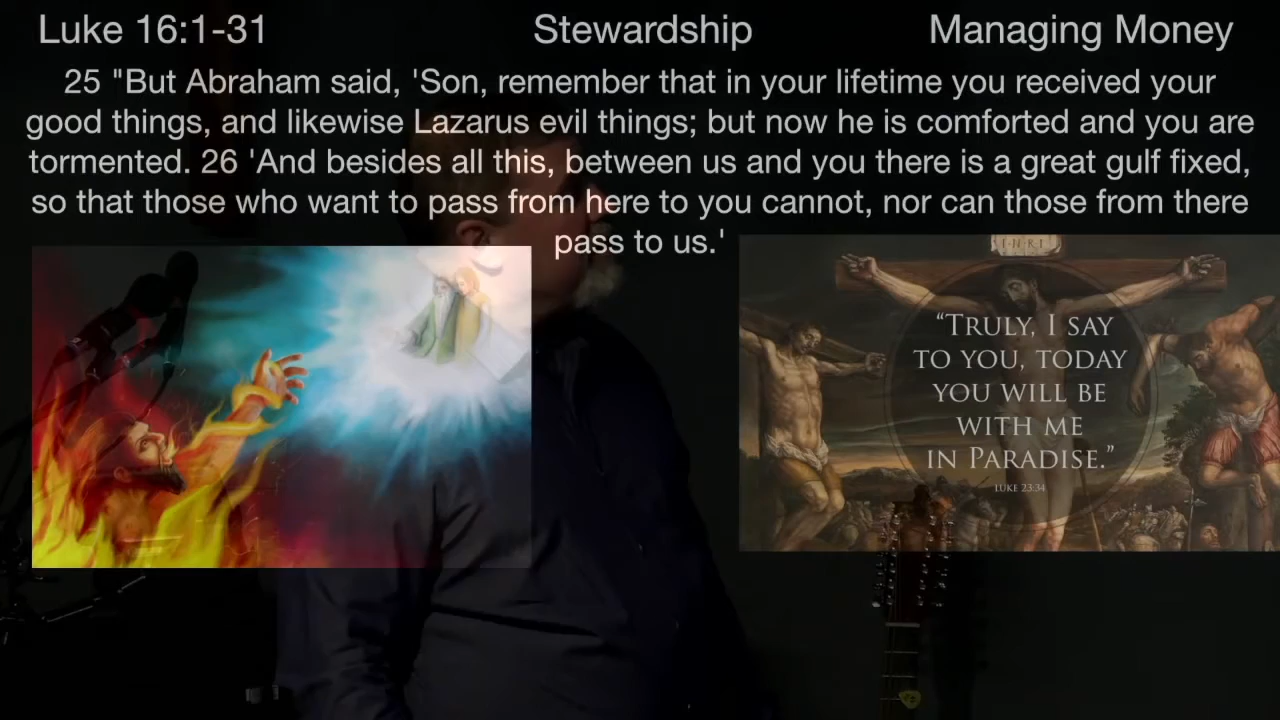 Luke 16:1-31 Stewardship Managing Money
25 "But Abraham said, 'Son, remember that in your lifetime you received your
good things, and likewise Lazarus evil things; but now he is comforted and you are
tormented. 26 'And besides all this, between us and you there is a great gulf fixed,
so that those who want to pass from here to you cannot, nor can those from there
pass to us.'
I·N·R·I
“TRULY, I SAY
TO YOU, TODAY
YOU WILL BE
WITH ME
IN PARADISE.”
LUKE 23:34